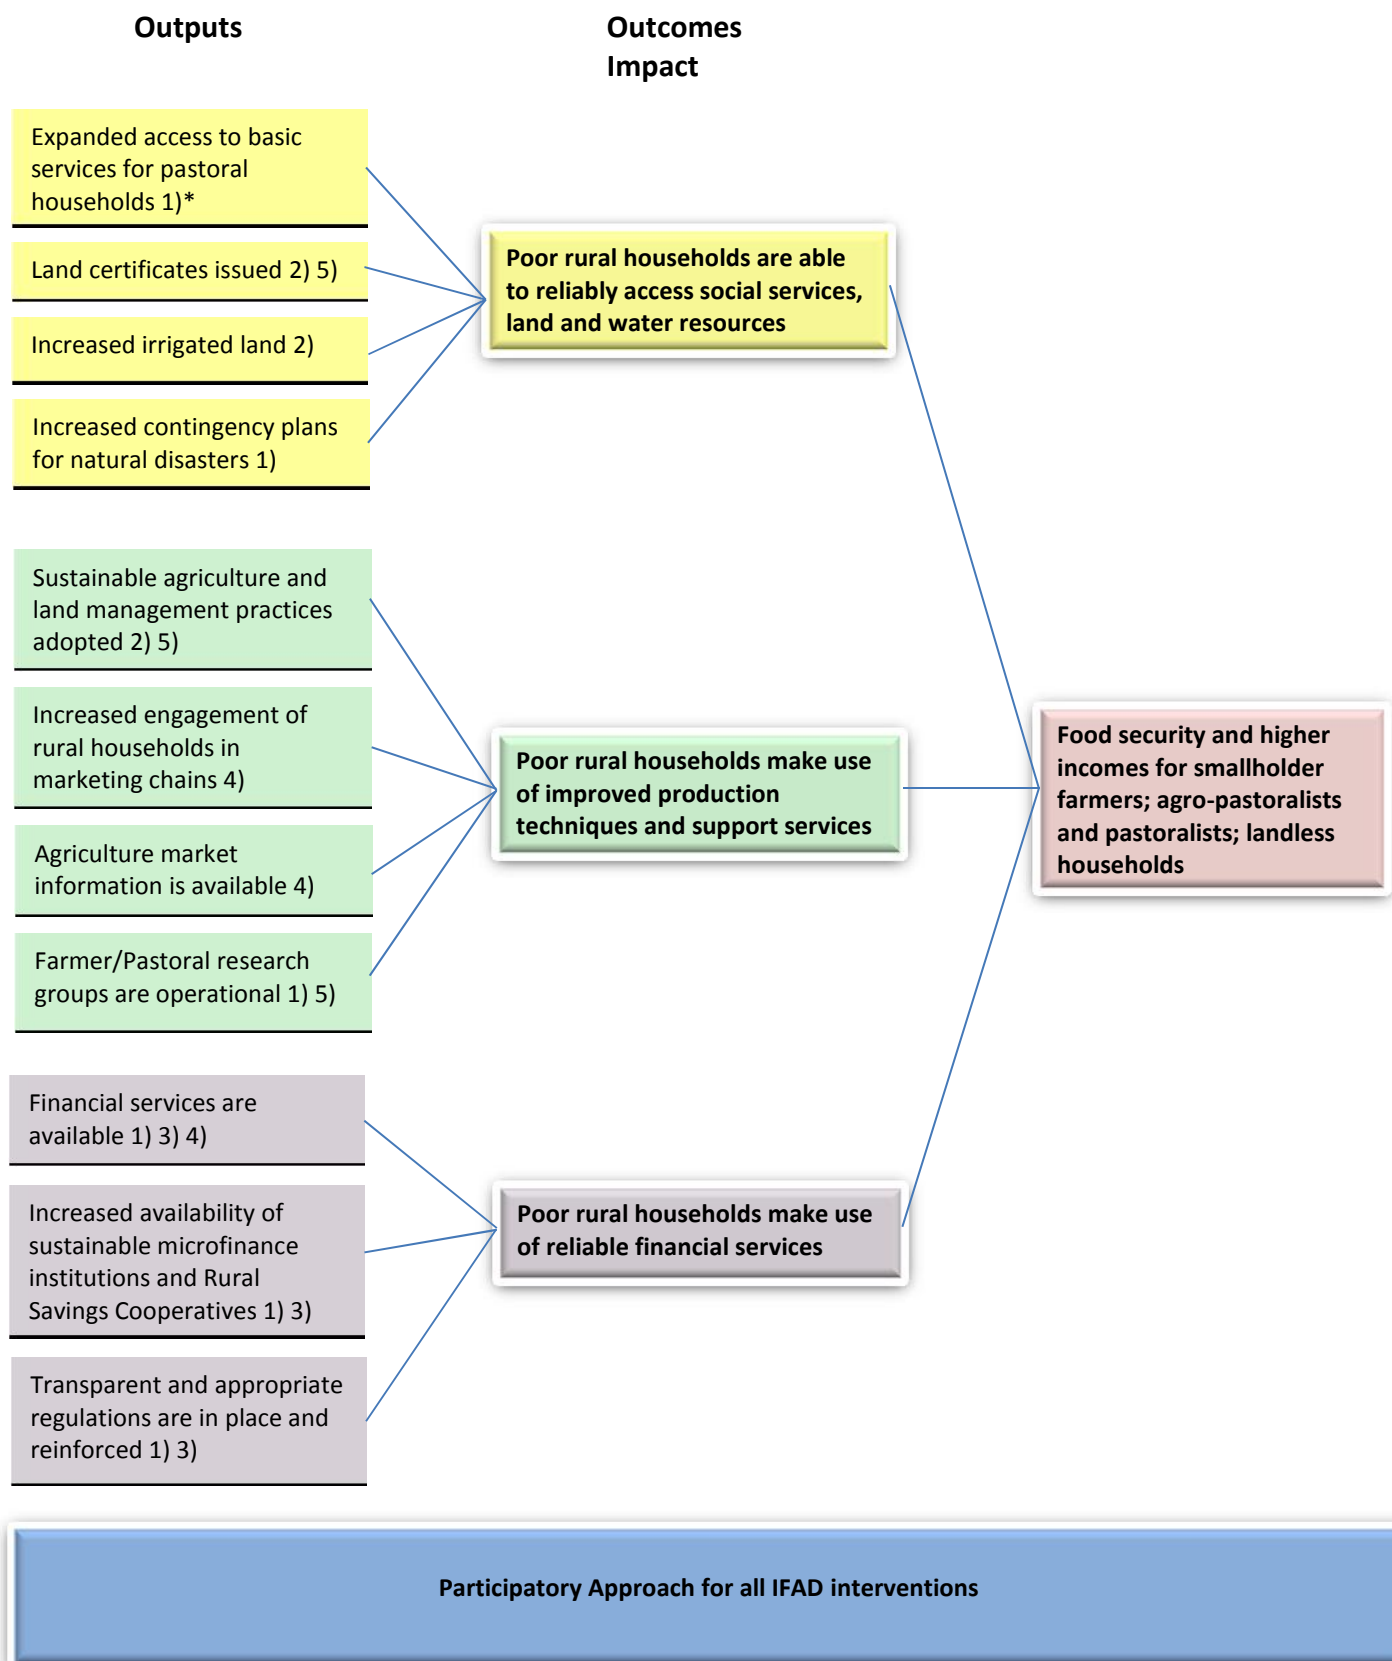 Outputs
Outcomes
Impact
Expanded access to basic
services for pastoral
households 1)*
Land certificates issued 2) 5)
Increased irrigated land 2)
Increased contingency plans
for natural disasters 1)
Poor rural households are able
to reliably access social services,
land and water resources
Sustainable agriculture and
land management practices
adopted 2) 5)
Increased engagement of
rural households in
marketing chains 4)
Agriculture market
information is available 4)
Farmer/Pastoral research
groups are operational 1) 5)
Poor rural households make use
of improved production
techniques and support services
Food security and higher
incomes for smallholder
farmers; agro-pastoralists
and pastoralists; landless
households
Financial services are
available 1) 3) 4)
Increased availability of
sustainable microfinance
institutions and Rural
Savings Cooperatives 1) 3)
Transparent and appropriate
regulations are in place and
reinforced 1) 3)
Poor rural households make use
of reliable financial services
Participatory Approach for all IFAD interventions